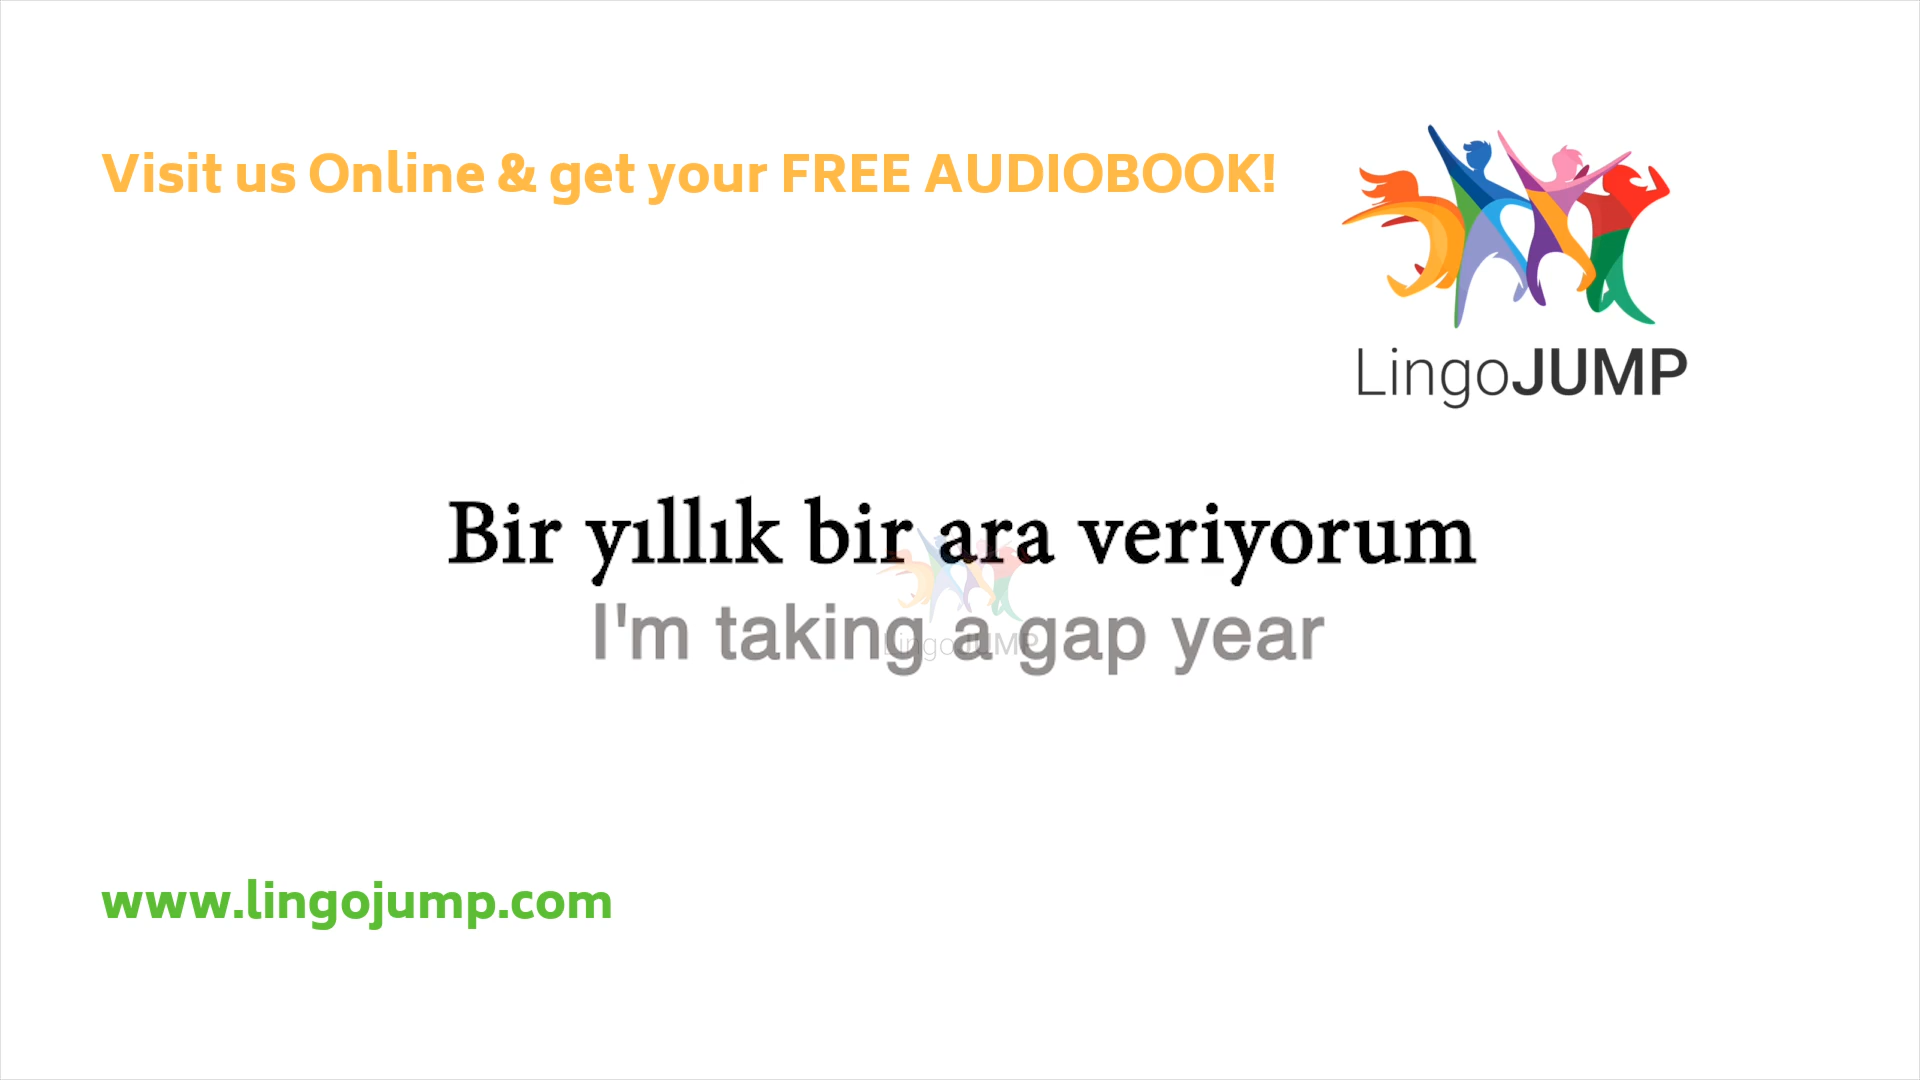 Visit us Online & get your FREE AUDIOBOOK!
LingoJUMP
Bir yıllık bir ara veriyorum
I'm taking a gap year
LingoJUMP
www.lingojump.com